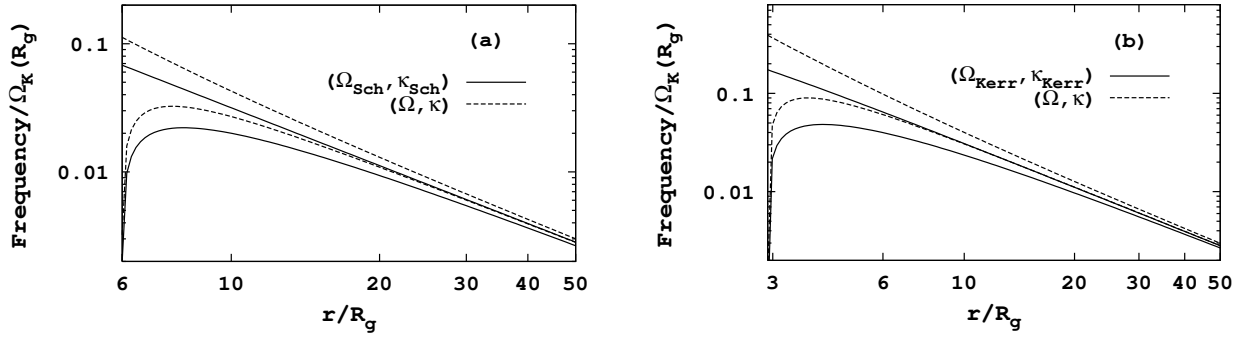 (a)
(Ω_Sch, κ_Sch)
(Ω, κ)
0.1
0.01
Frequency/Ω_K(R_g)
6 10 20 30 40 50
r/R_g
(b)
(Ω_Kerr, κ_Kerr)
(Ω, κ)
0.1
0.01
Frequency/Ω_K(R_g)
3 6 10 20 30 40 50
r/R_g